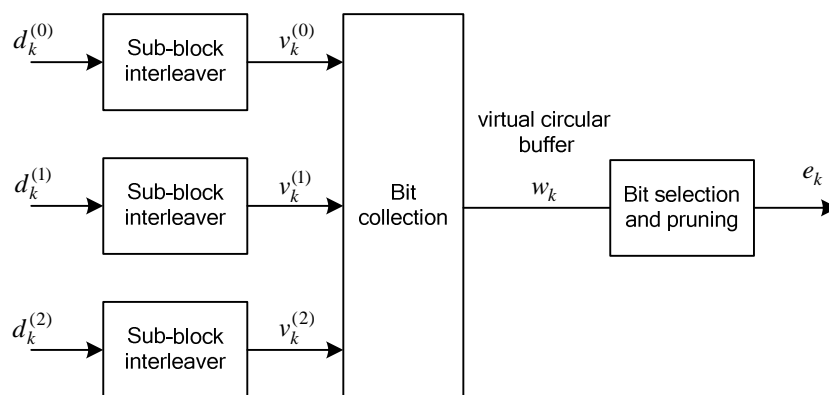 d_k^{(0)}
Sub-block
interleaver
v_k^{(0)}
d_k^{(1)}
Sub-block
interleaver
v_k^{(1)}
d_k^{(2)}
Sub-block
interleaver
v_k^{(2)}
Bit
collection
virtual circular
buffer
w_k
Bit selection
and pruning
e_k